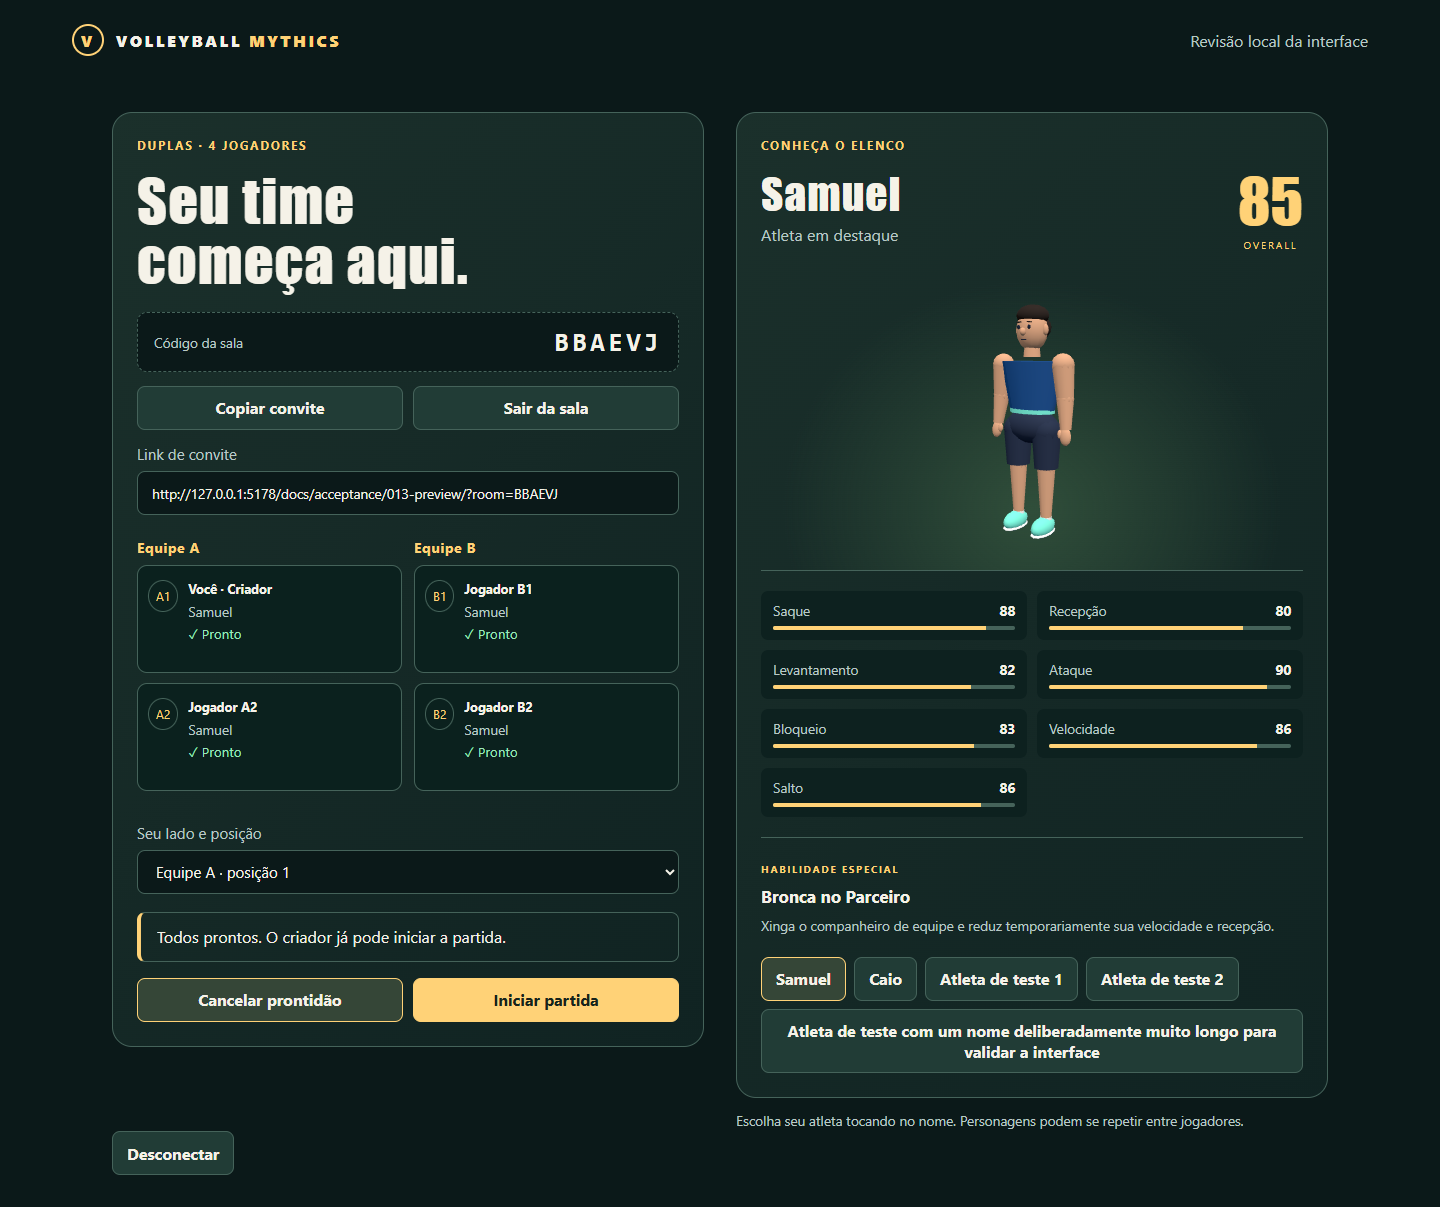 V VOLLEYBALL MYTHICS
Revisão local da interface
DUPLAS · 4 JOGADORES
Seu time
começa aqui.
Código da sala
BBAEVJ
Copiar convite
Sair da sala
Link de convite
http://127.0.0.1:5178/docs/acceptance/013-preview/?room=BBAEVJ
Equipe A
A1
Você · Criador
Samuel
✓ Pronto
A2
Jogador A2
Samuel
✓ Pronto
Equipe B
B1
Jogador B1
Samuel
✓ Pronto
B2
Jogador B2
Samuel
✓ Pronto
Seu lado e posição
Equipe A · posição 1
Todos prontos. O criador já pode iniciar a partida.
Cancelar prontidão
Iniciar partida
CONHEÇA O ELENCO
Samuel
Atleta em destaque
85
OVERALL
Saque 88
Recepção 80
Levantamento 82
Ataque 90
Bloqueio 83
Velocidade 86
Salto 86
HABILIDADE ESPECIAL
Bronca no Parceiro
Xinga o companheiro de equipe e reduz temporariamente sua velocidade e recepção.
Samuel
Caio
Atleta de teste 1
Atleta de teste 2
Atleta de teste com um nome deliberadamente muito longo para
validar a interface
Escolha seu atleta tocando no nome. Personagens podem se repetir entre jogadores.
Desconectar